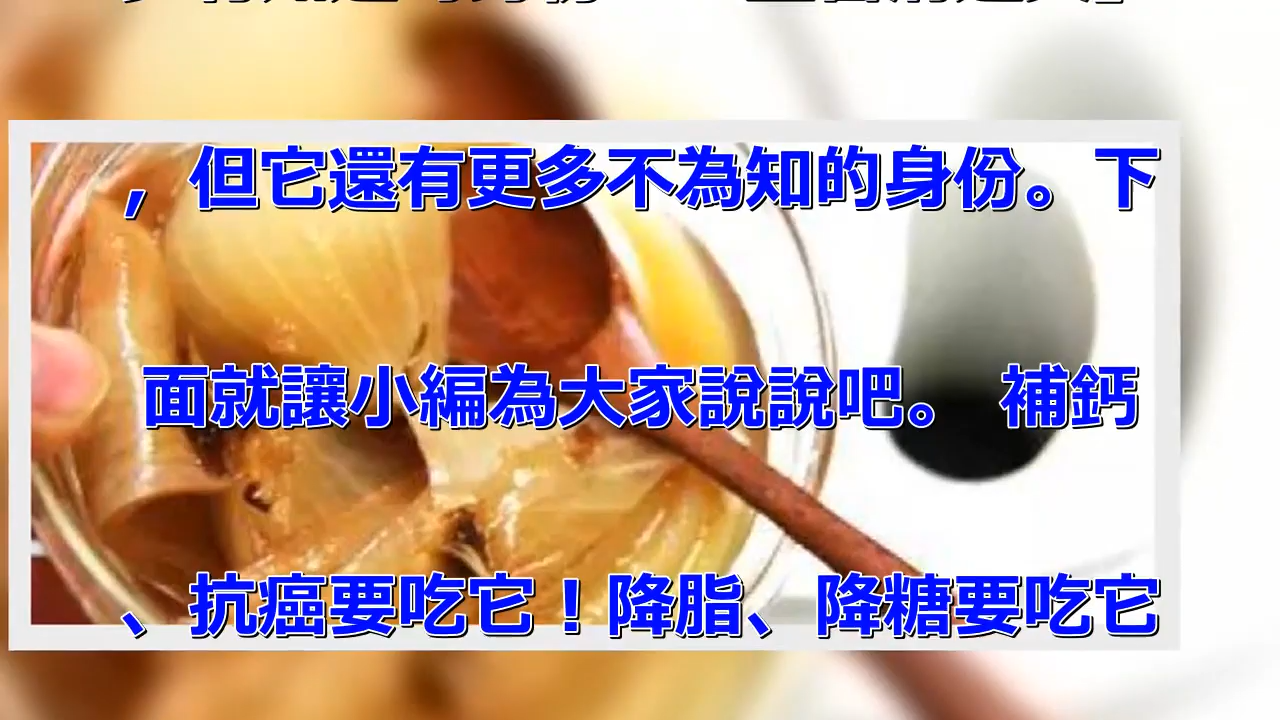 ，但它還有更多不為知的身份。下
面就讓小編為大家說說吧。 補鈣
、抗癌要吃它！降脂、降糖要吃它